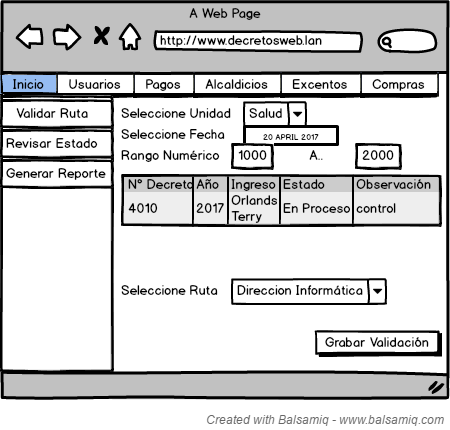 A Web Page
http://www.decretosweb.lan
Inicio Usuarios Pagos Alcaldicios Excentos Compras
Validar Ruta
Revisar Estado
Generar Reporte
Seleccione Unidad Salud
Seleccione Fecha 20 APRIL 2017
Rango Numérico 1000 A.. 2000
N° Decreto Año Ingreso Estado Observación
4010 2017 Orlands Terry En Proceso control
Seleccione Ruta Direccion Informática
Grabar Validación
Created with Balsamiq - www.balsamiq.com